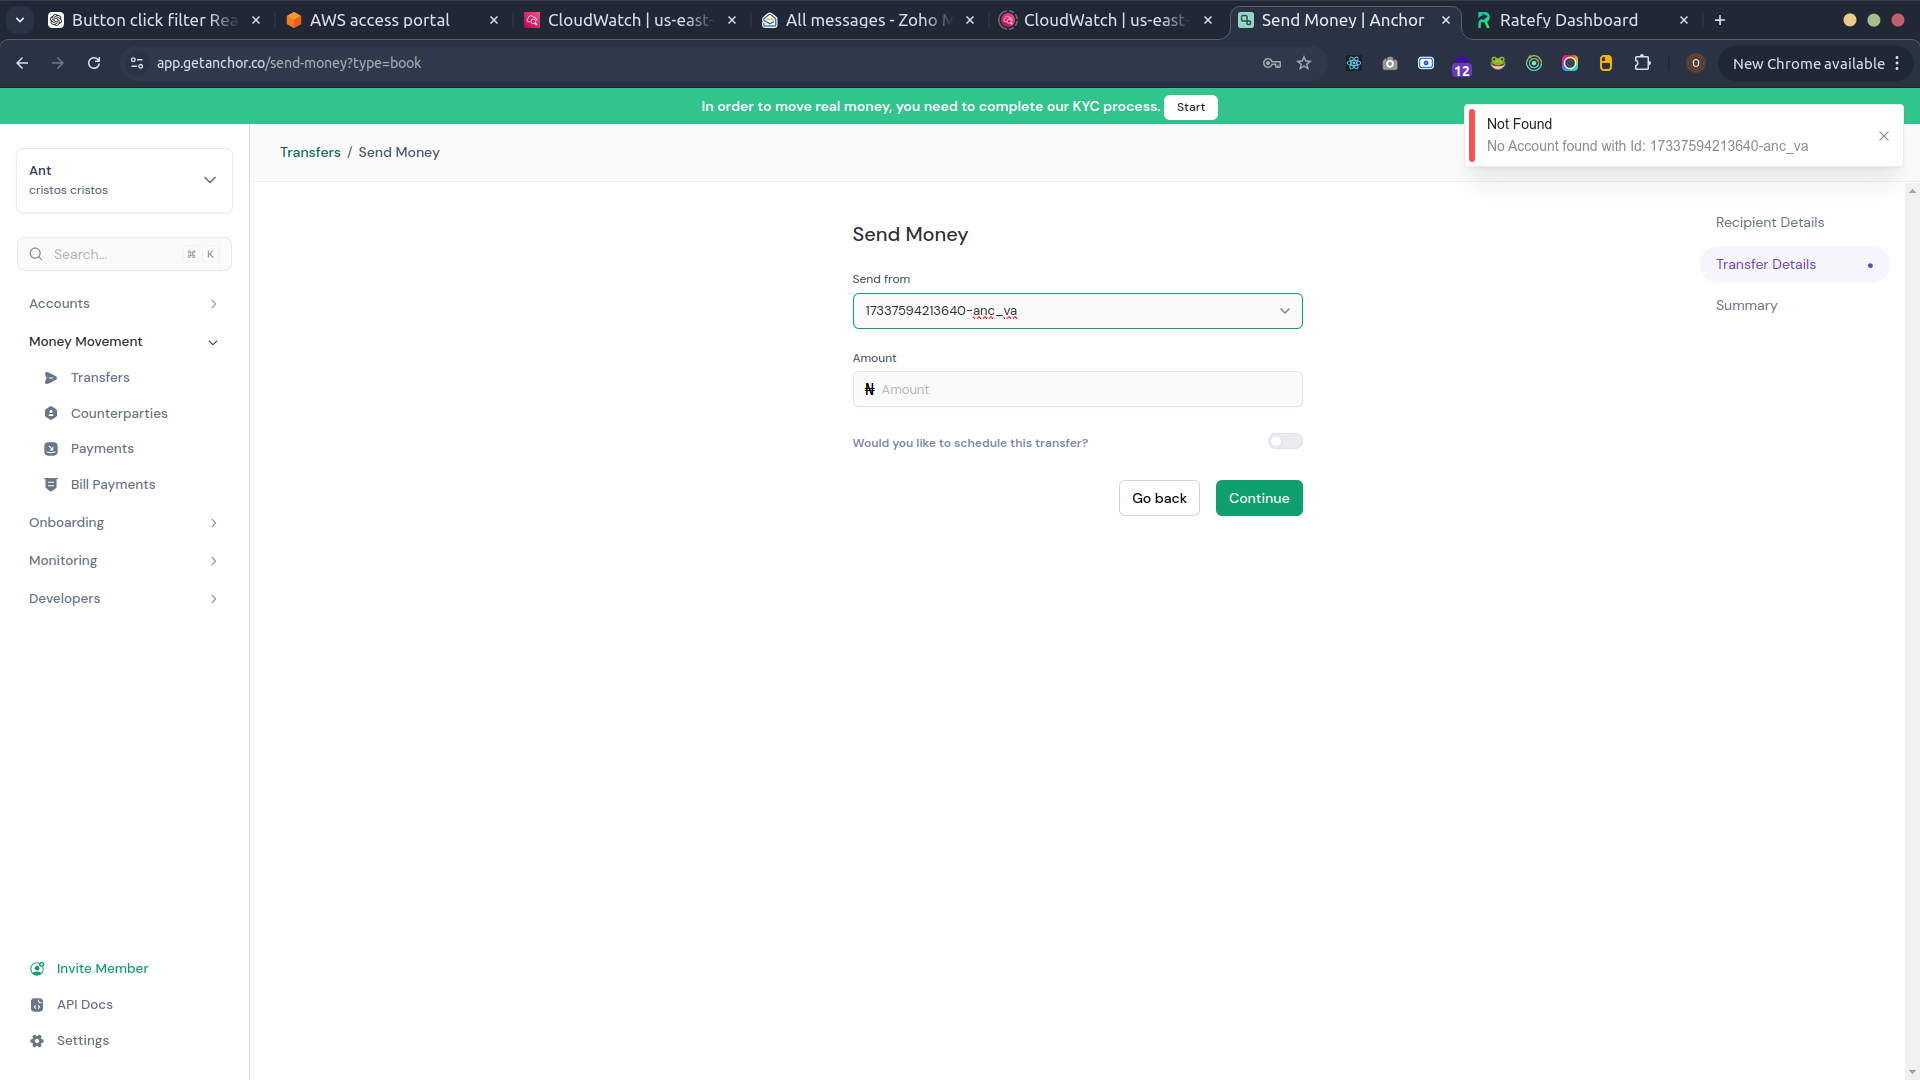 Button click filter Rea
AWS access portal
CloudWatch | us-east-
All messages - Zoho M
CloudWatch | us-east-
Send Money | Anchor
Ratefy Dashboard
app.getanchor.co/send-money?type=book
12
O
New Chrome available
In order to move real money, you need to complete our KYC process.
Start
Not Found
No Account found with Id: 17337594213640-anc_va
Ant
cristos cristos
Transfers / Send Money
Search...
⌘ K
Accounts
Money Movement
Transfers
Counterparties
Payments
Bill Payments
Onboarding
Monitoring
Developers
Send Money
Send from
17337594213640-anc_va
Amount
₦ Amount
Would you like to schedule this transfer?
Go back
Continue
Recipient Details
Transfer Details
Summary
Invite Member
API Docs
Settings